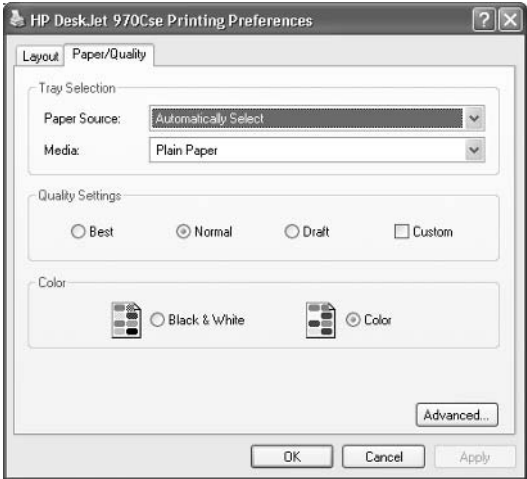 HP DeskJet 970Cse Printing Preferences
Layout Paper/Quality
Tray Selection
Paper Source: Automatically Select
Media: Plain Paper
Quality Settings
Best Normal Draft Custom
Color
Black & White Color
Advanced...
OK Cancel Apply